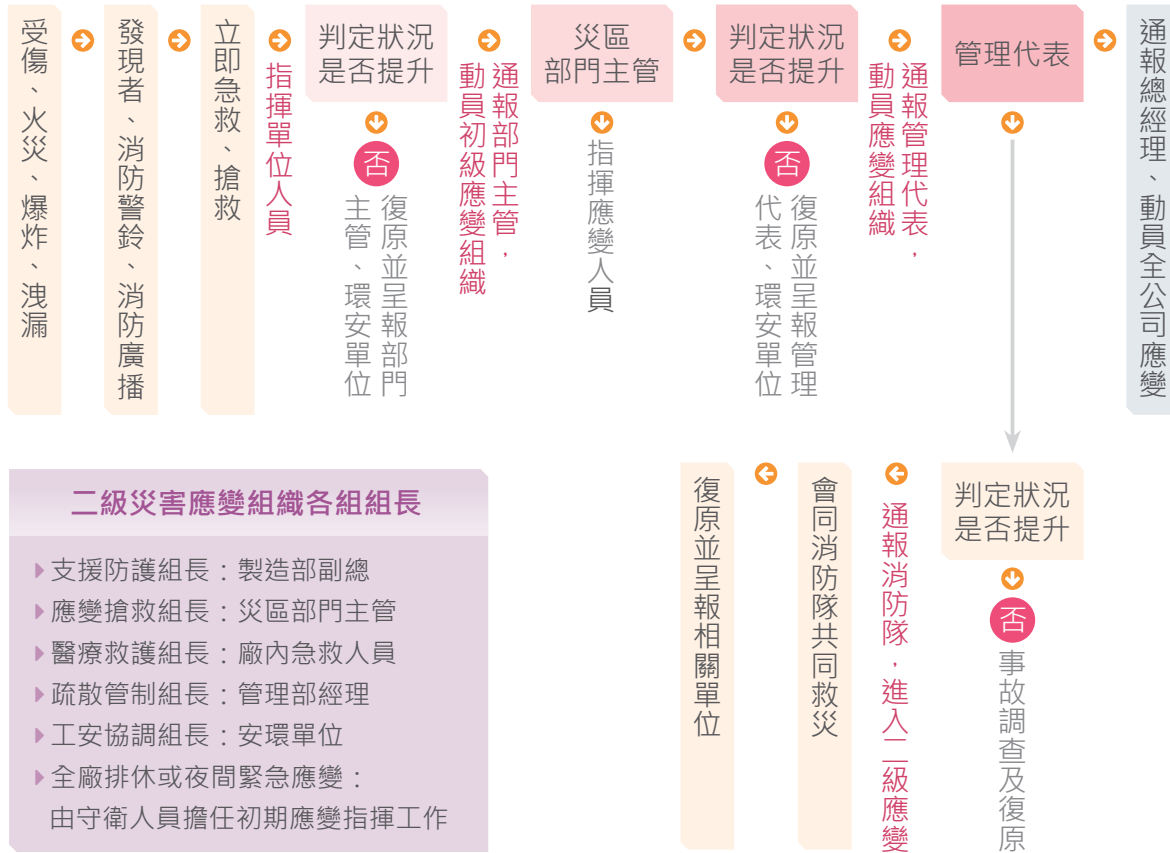 受傷、火災、爆炸、洩漏
發現者、消防警鈴、消防廣播
立即急救、搶救
指揮單位人員
判定狀況
是否提升
否
復原並呈報部門
主管、環安單位
通報部門主管，
動員初級應變組織
災區
部門主管
指揮應變人員
判定狀況
是否提升
否
復原並呈報管理
代表、環安單位
通報管理代表，
動員應變組織
管理代表
通報總經理、動員全公司應變
判定狀況
是否提升
否
事故調查及復原
通報消防隊，進入二級應變
會同消防隊共同救災
復原並呈報相關單位
二級災害應變組織各組組長
支援防護組長：製造部副總
應變搶救組長：災區部門主管
醫療救護組長：廠內急救人員
疏散管制組長：管理部經理
工安協調組長：安環單位
全廠排休或夜間緊急應變：
由守衛人員擔任初期應變指揮工作